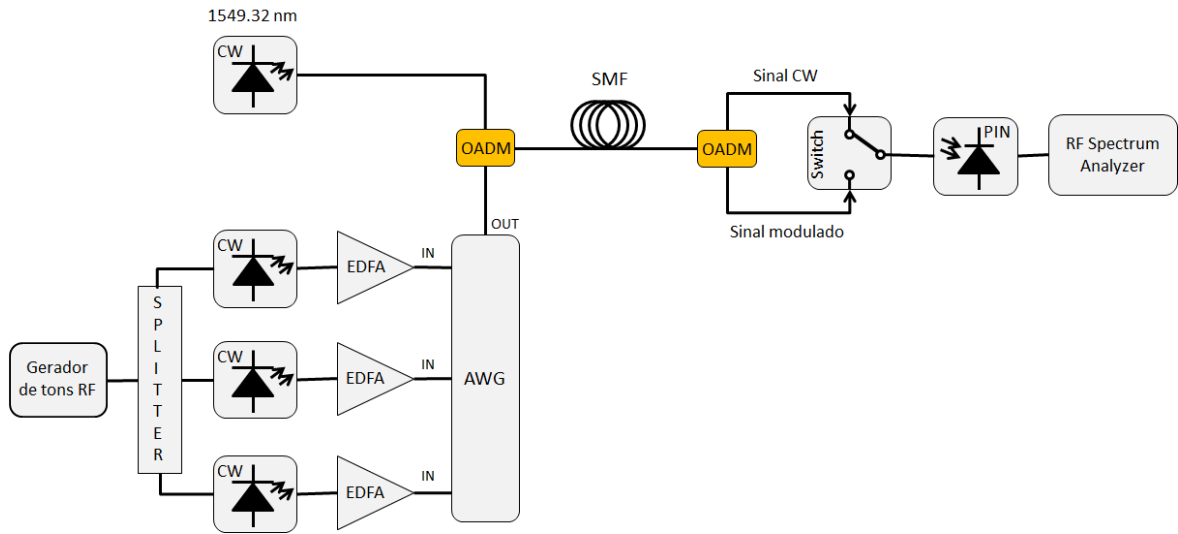 1549.32 nm
CW
SMF
Sinal CW
OADM
OADM
Switch
PIN
RF Spectrum
Analyzer
Sinal modulado
OUT
CW
EDFA
IN
SPLITTER
Gerador
de tons RF
CW
EDFA
IN
AWG
CW
EDFA
IN